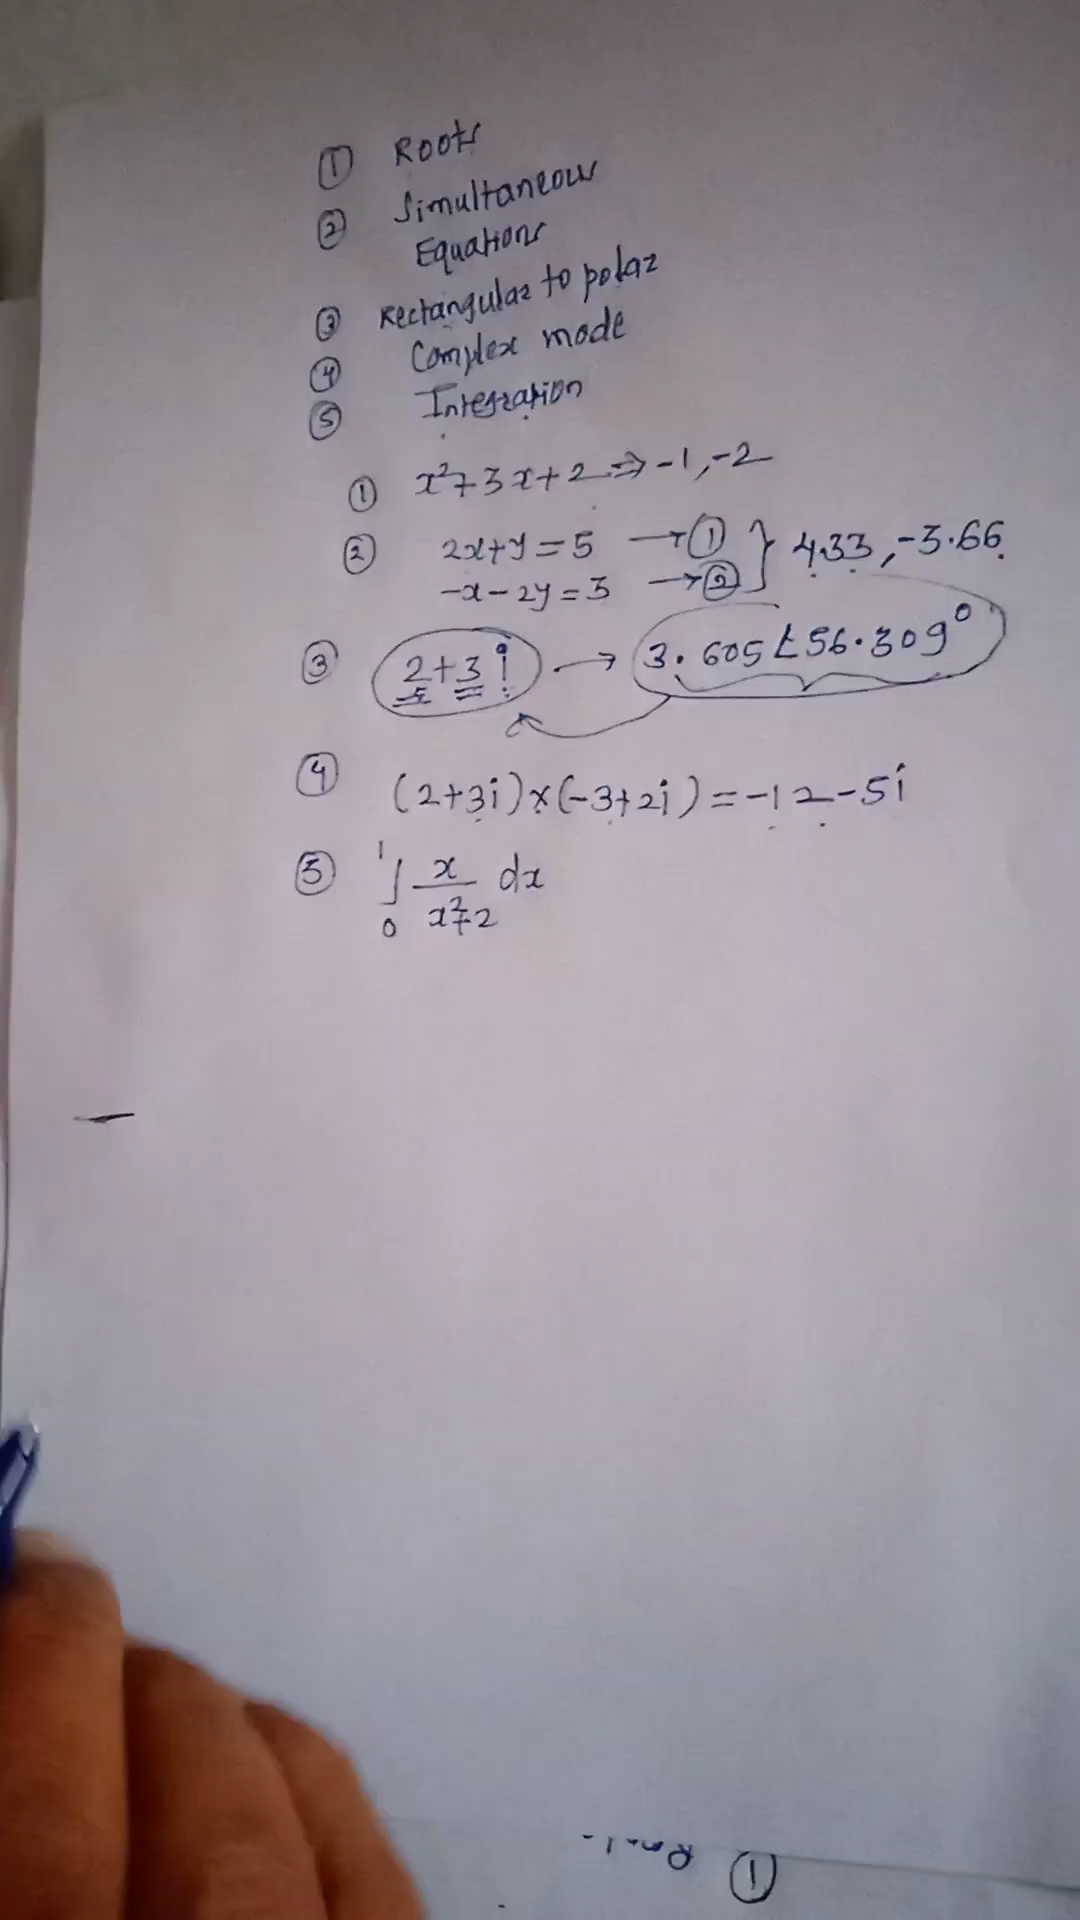 ① Roots
② Simultaneous
Equations
③ Rectangular to polar
④ Complex mode
⑤ Integration
① x²+3x+2 ⇒ -1, -2
② 2x+y=5 → ① } 4.33, -3.66
-x-2y=3 → ②
③ 2+3i → 3.605∠56.309°
④ (2+3i)×(-3+2i)=-12-5i
⑤ ∫₀¹ x/(x²+2) dx
①